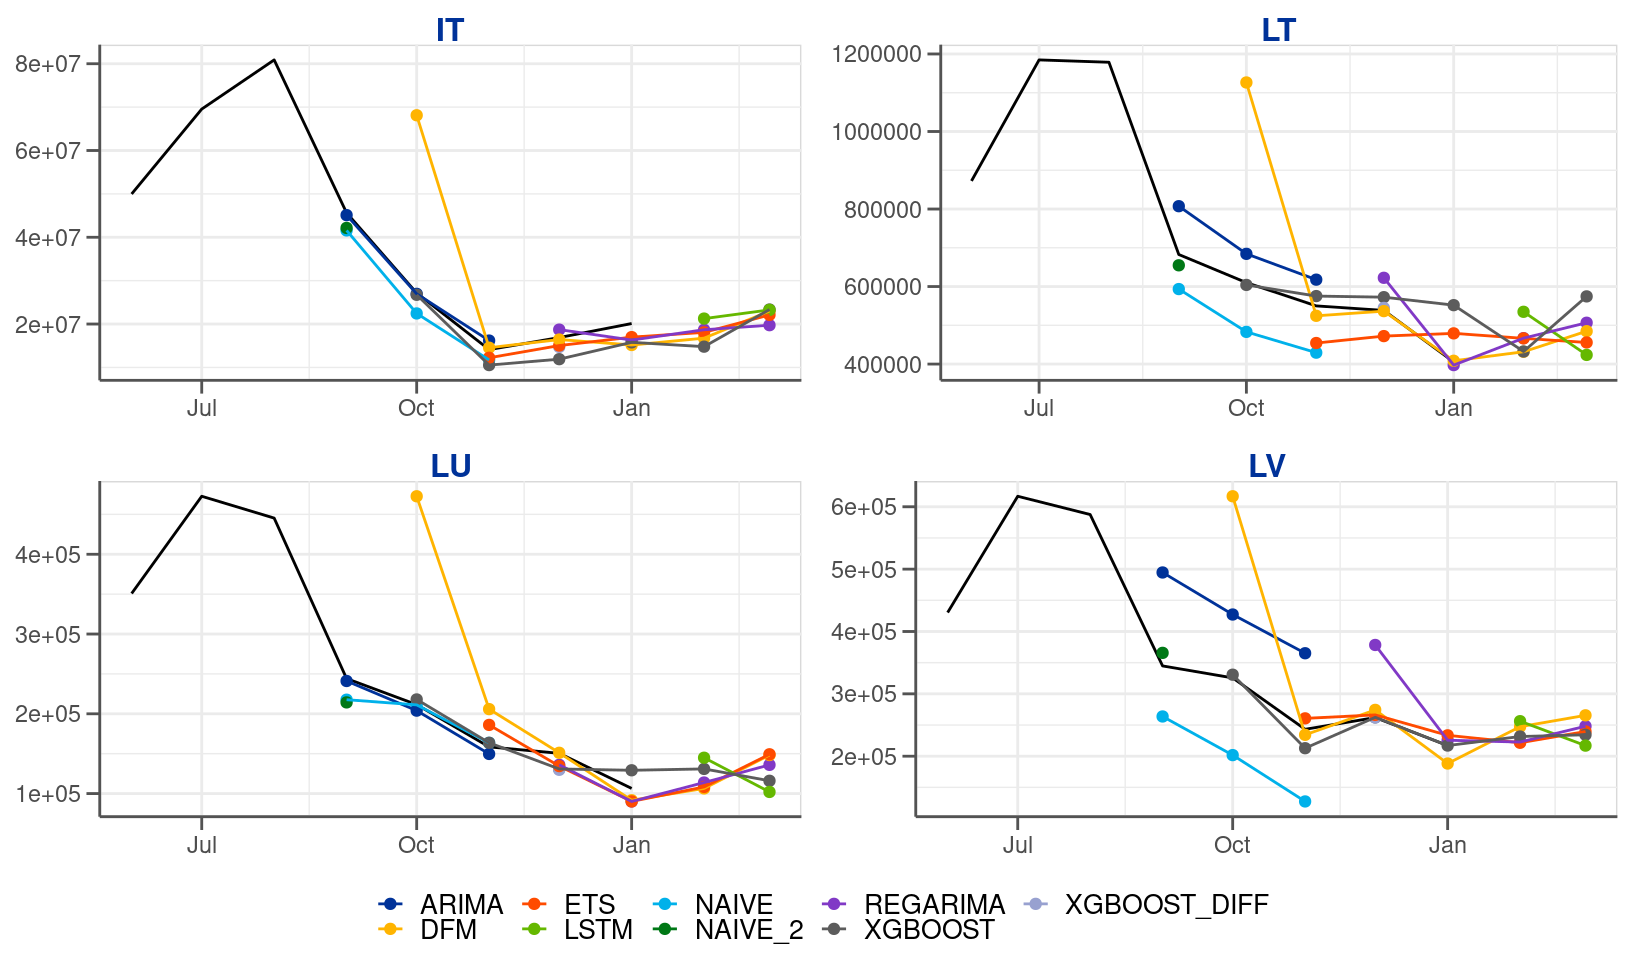 IT
8e+07
6e+07
4e+07
2e+07
Jul Oct Jan
LT
1200000
1000000
800000
600000
400000
Jul Oct Jan
LU
4e+05
3e+05
2e+05
1e+05
Jul Oct Jan
LV
6e+05
5e+05
4e+05
3e+05
2e+05
Jul Oct Jan
ARIMA ETS NAIVE REGARIMA XGBOOST_DIFF
DFM LSTM NAIVE_2 XGBOOST